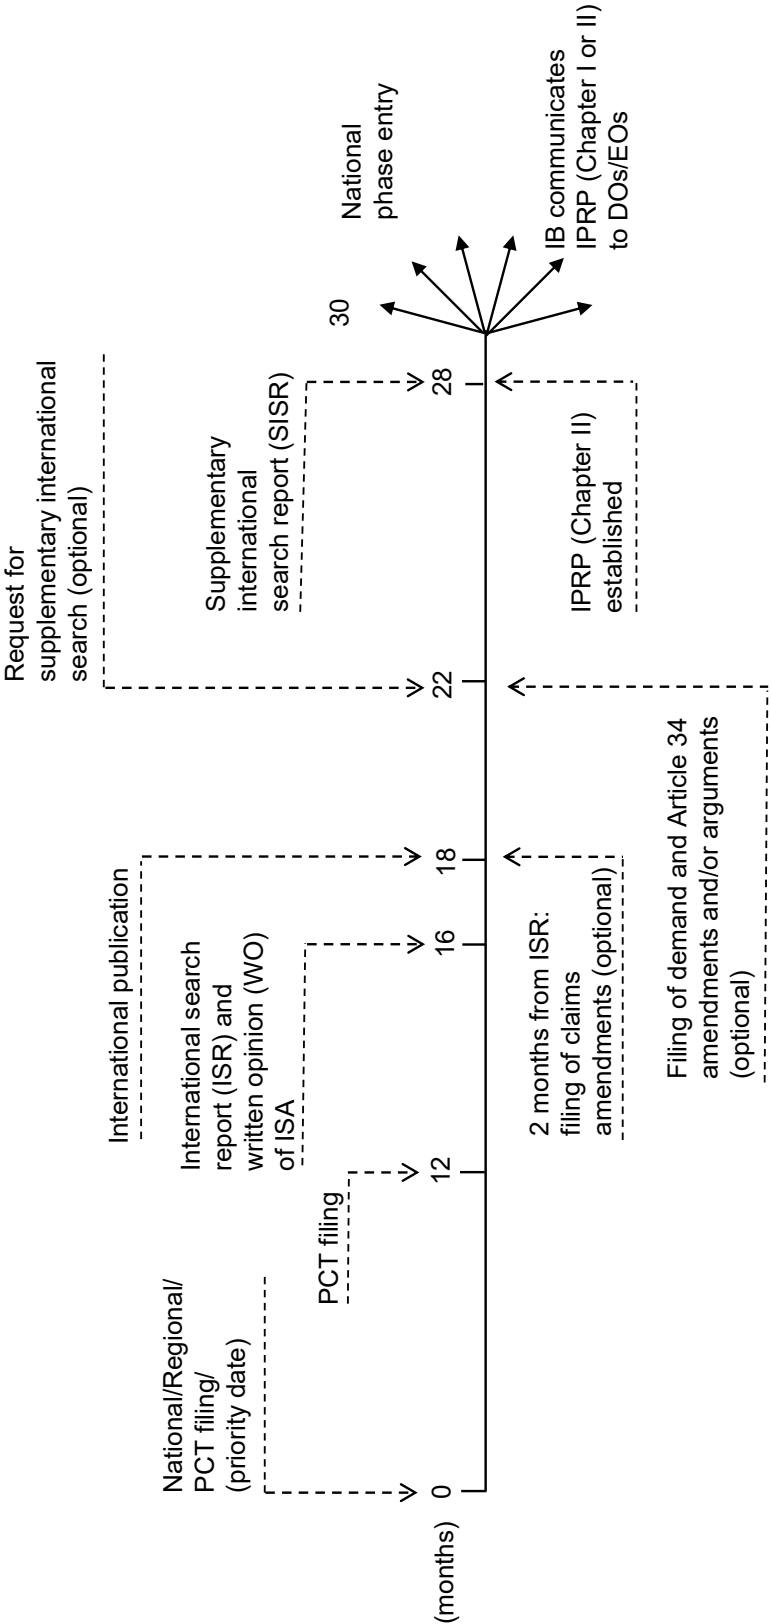 (months)
0
12
16
18
22
28
30
National/Regional/
PCT filing/
(priority date)
PCT filing
International publication
International search
report (ISR) and
written opinion (WO)
of ISA
Request for
supplementary international
search (optional)
Supplementary
international
search report (SISR)
National
phase entry
2 months from ISR:
filing of claims
amendments (optional)
Filing of demand and Article 34
amendments and/or arguments
(optional)
IPRP (Chapter II)
established
IB communicates
IPRP (Chapter I or II)
to DOs/EOs